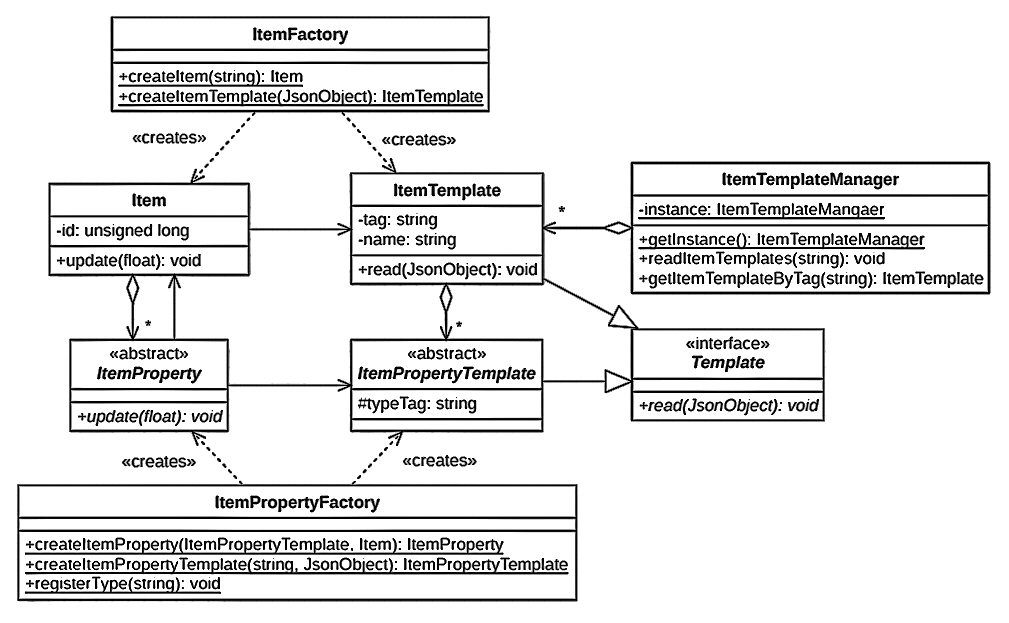 ItemFactory
+createItem(string): Item
+createItemTemplate(JsonObject): ItemTemplate
«creates»
«creates»
Item
-id: unsigned long
+update(float): void
ItemTemplate
-tag: string
-name: string
+read(JsonObject): void
*
ItemTemplateManager
-instance: ItemTemplateManqaer
+getInstance(): ItemTemplateManager
+readItemTemplates(string): void
+getItemTemplateByTag(string): ItemTemplate
*
*
«abstract»
ItemProperty
+update(float): void
«abstract»
ItemPropertyTemplate
#typeTag: string
«interface»
Template
+read(JsonObject): void
«creates»
«creates»
ItemPropertyFactory
+createItemProperty(ItemPropertyTemplate, Item): ItemProperty
+createItemPropertyTemplate(string, JsonObject): ItemPropertyTemplate
+registerType(string): void